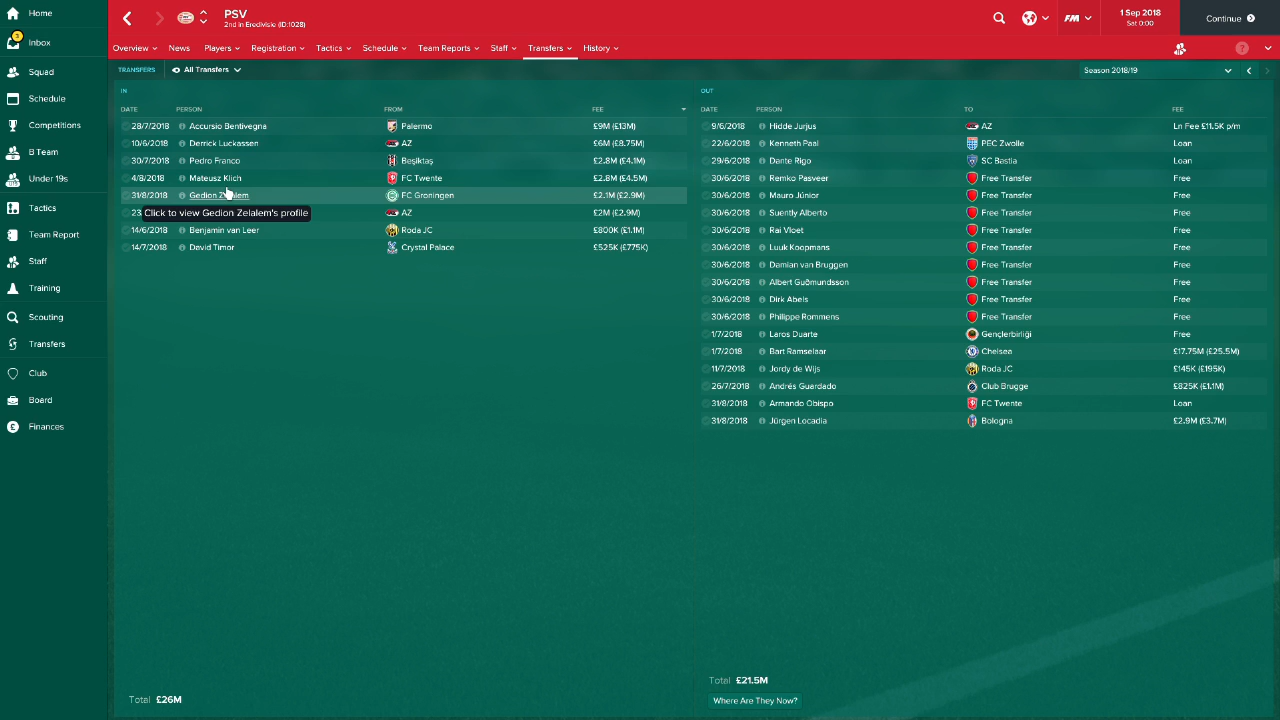 Home
3
Inbox
Squad
Schedule
Competitions
B Team
Under 19s
Tactics
Team Report
Staff
Training
Scouting
Transfers
Club
Board
Finances
PSV
2nd in Eredivisie (ID:1028)
FM
1 Sep 2018
Sat 0:00
Continue
Overview News Players Registration Tactics Schedule Team Reports Staff Transfers History
?
TRANSFERS All Transfers
Season 2018/19
IN
DATE PERSON FROM FEE
28/7/2018 Accursio Bentivegna Palermo £9M (£13M)
10/6/2018 Derrick Luckassen AZ £6M (£8.75M)
30/7/2018 Pedro Franco Beşiktaş £2.8M (£4.1M)
4/8/2018 Mateusz Klich FC Twente £2.8M (£4.5M)
31/8/2018 Gedion Zelalem FC Groningen £2.1M (£2.9M)
23 Click to view Gedion Zelalem's profile AZ £2M (£2.9M)
14/6/2018 Benjamin van Leer Roda JC £800K (£1.1M)
14/7/2018 David Timor Crystal Palace £525K (£775K)
Total £26M
OUT
DATE PERSON TO FEE
9/6/2018 Hidde Jurjus AZ Ln Fee £11.5K p/m
22/6/2018 Kenneth Paal PEC Zwolle Loan
29/6/2018 Dante Rigo SC Bastia Loan
30/6/2018 Remko Pasveer Free Transfer Free
30/6/2018 Mauro Júnior Free Transfer Free
30/6/2018 Suently Alberto Free Transfer Free
30/6/2018 Rai Vloet Free Transfer Free
30/6/2018 Luuk Koopmans Free Transfer Free
30/6/2018 Damian van Bruggen Free Transfer Free
30/6/2018 Albert Guðmundsson Free Transfer Free
30/6/2018 Dirk Abels Free Transfer Free
30/6/2018 Philippe Rommens Free Transfer Free
1/7/2018 Laros Duarte Gençlerbirliği Free
1/7/2018 Bart Ramselaar Chelsea £17.75M (£25.5M)
11/7/2018 Jordy de Wijs Roda JC £145K (£195K)
26/7/2018 Andrés Guardado Club Brugge £825K (£1.1M)
31/8/2018 Armando Obispo FC Twente Loan
31/8/2018 Jürgen Locadia Bologna £2.9M (£3.7M)
Total £21.5M
Where Are They Now?